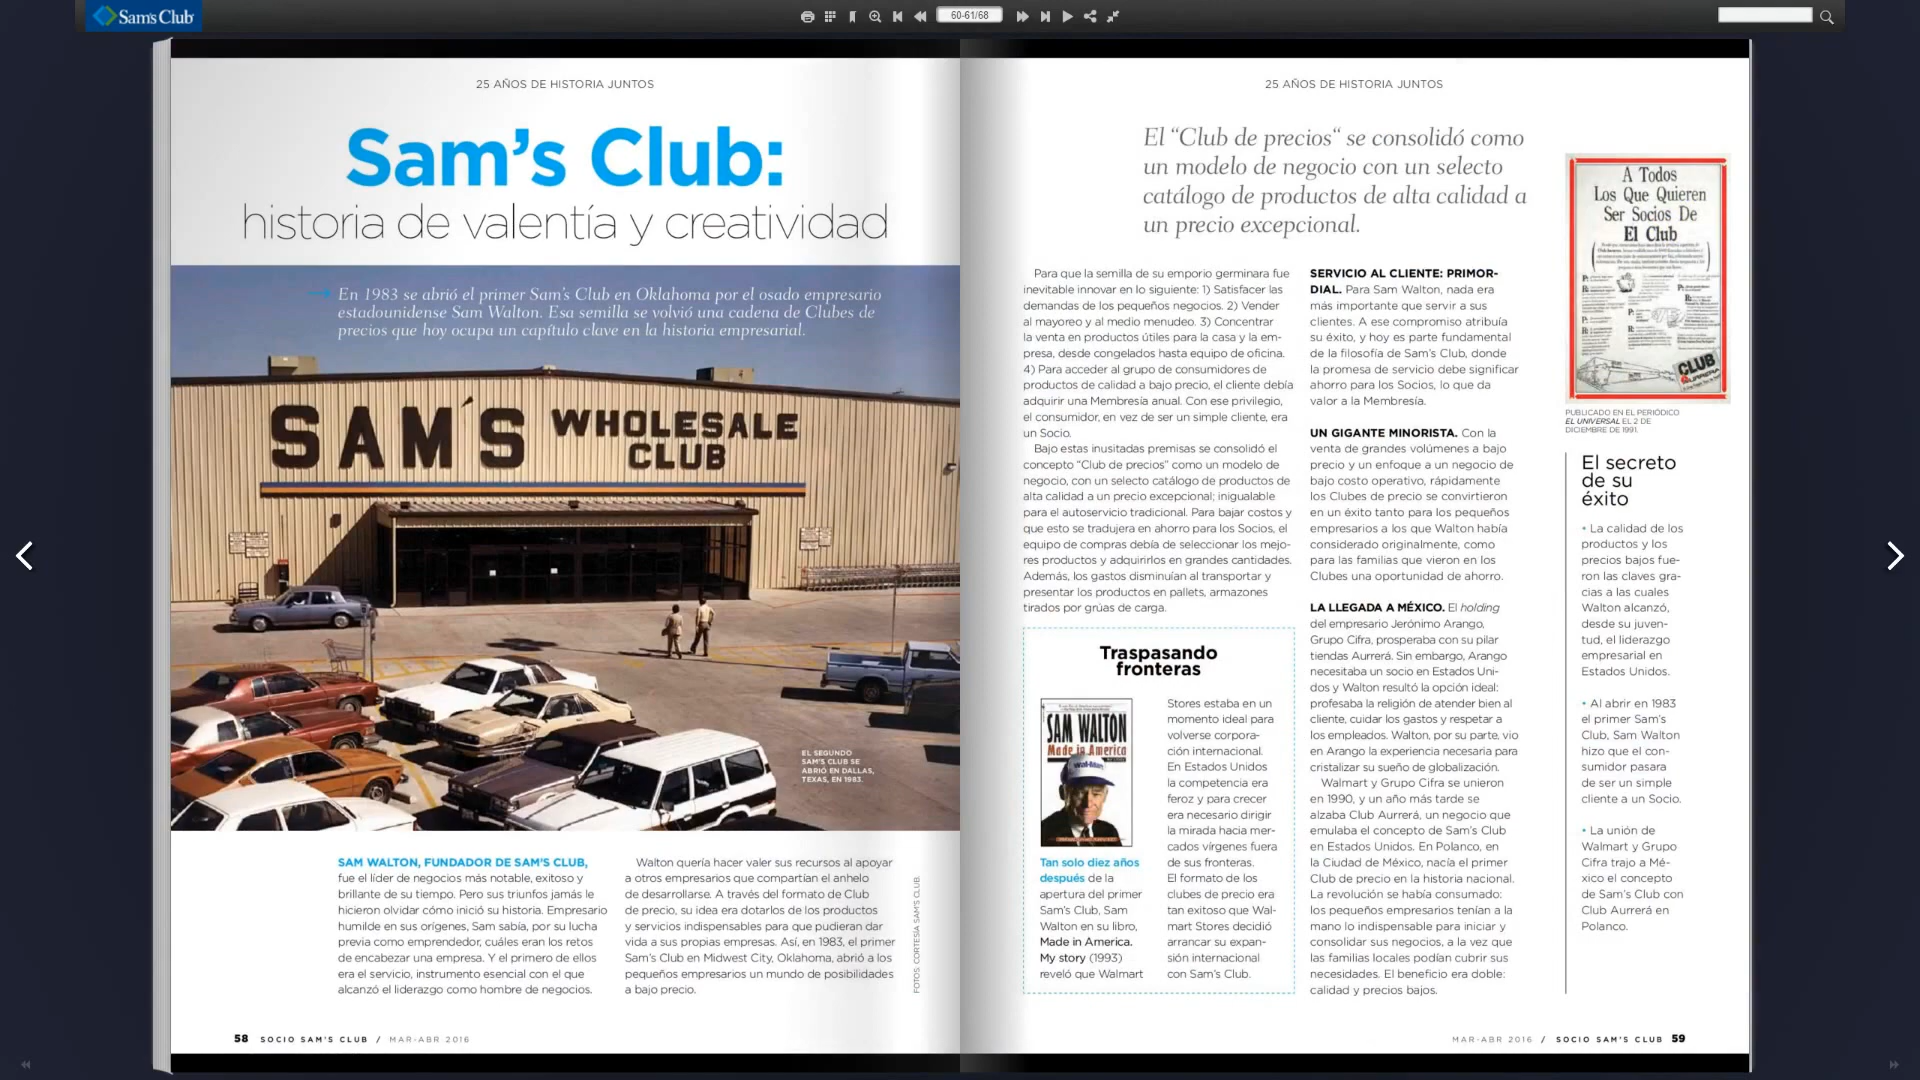 Sam's Club
60-61/68
25 AÑOS DE HISTORIA JUNTOS
Sam's Club:
historia de valentía y creatividad
En 1983 se abrió el primer Sam's Club en Oklahoma por el osado empresario
estadounidense Sam Walton. Esa semilla se volvió una cadena de Clubes de
precios que hoy ocupa un capítulo clave en la historia empresarial.
SAM'S WHOLESALE
CLUB
EL SEGUNDO
SAM'S CLUB SE
ABRIÓ EN DALLAS,
TEXAS, EN 1983.
SAM WALTON, FUNDADOR DE SAM'S CLUB,
fue el líder de negocios más notable, exitoso y
brillante de su tiempo. Pero sus triunfos jamás le
hicieron olvidar cómo inició su historia. Empresario
humilde en sus orígenes, Sam sabía, por su lucha
previa como emprendedor, cuáles eran los retos
de encabezar una empresa. Y el primero de ellos
era el servicio, instrumento esencial con el que
alcanzó el liderazgo como hombre de negocios.
Walton quería hacer valer sus recursos al apoyar
a otros empresarios que compartían el anhelo
de desarrollarse. A través del formato de Club
de precio, su idea era dotarlos de los productos
y servicios indispensables para que pudieran dar
vida a sus propias empresas. Así, en 1983, el primer
Sam's Club en Midwest City, Oklahoma, abrió a los
pequeños empresarios un mundo de posibilidades
a bajo precio.
FOTOS: CORTESÍA SAM'S CLUB.
58 SOCIO SAM'S CLUB / MAR-ABR 2016
25 AÑOS DE HISTORIA JUNTOS
El "Club de precios" se consolidó como
un modelo de negocio con un selecto
catálogo de productos de alta calidad a
un precio excepcional.
Para que la semilla de su emporio germinara fue
inevitable innovar en lo siguiente: 1) Satisfacer las
demandas de los pequeños negocios. 2) Vender
al mayoreo y al medio menudeo. 3) Concentrar
la venta en productos útiles para la casa y la em-
presa, desde congelados hasta equipo de oficina.
4) Para acceder al grupo de consumidores de
productos de calidad a bajo precio, el cliente debía
adquirir una Membresía anual. Con ese privilegio,
el consumidor, en vez de ser un simple cliente, era
un Socio.
Bajo estas inusitadas premisas se consolidó el
concepto "Club de precios" como un modelo de
negocio, con un selecto catálogo de productos de
alta calidad a un precio excepcional; inigualable
para el autoservicio tradicional. Para bajar costos y
que esto se tradujera en ahorro para los Socios, el
equipo de compras debía de seleccionar los mejo-
res productos y adquirirlos en grandes cantidades.
Además, los gastos disminuían al transportar y
presentar los productos en pallets, armazones
tirados por grúas de carga.
Traspasando
fronteras
SAM WALTON
Made in America
Tan solo diez años
después de la
apertura del primer
Sam's Club, Sam
Walton en su libro,
Made in America.
My story (1993)
reveló que Walmart
Stores estaba en un
momento ideal para
volverse corpora-
ción internacional.
En Estados Unidos
la competencia era
feroz y para crecer
era necesario dirigir
la mirada hacia mer-
cados vírgenes fuera
de sus fronteras.
El formato de los
clubes de precio era
tan exitoso que Wal-
mart Stores decidió
arrancar su expan-
sión internacional
con Sam's Club.
SERVICIO AL CLIENTE: PRIMOR-
DIAL. Para Sam Walton, nada era
más importante que servir a sus
clientes. A ese compromiso atribuía
su éxito, y hoy es parte fundamental
de la filosofía de Sam's Club, donde
la promesa de servicio debe significar
ahorro para los Socios, lo que da
valor a la Membresía.
UN GIGANTE MINORISTA. Con la
venta de grandes volúmenes a bajo
precio y un enfoque a un negocio de
bajo costo operativo, rápidamente
los Clubes de precio se convirtieron
en un éxito tanto para los pequeños
empresarios a los que Walton había
considerado originalmente, como
para las familias que vieron en los
Clubes una oportunidad de ahorro.
LA LLEGADA A MÉXICO. El holding
del empresario Jerónimo Arango,
Grupo Cifra, prosperaba con su pilar
tiendas Aurrerá. Sin embargo, Arango
necesitaba un socio en Estados Uni-
dos y Walton resultó la opción ideal:
profesaba la religión de atender bien al
cliente, cuidar los gastos y respetar a
los empleados. Walton, por su parte, vio
en Arango la experiencia necesaria para
cristalizar su sueño de globalización.
Walmart y Grupo Cifra se unieron
en 1990, y un año más tarde se
alzaba Club Aurrerá, un negocio que
emulaba el concepto de Sam's Club
en Estados Unidos. En Polanco, en
la Ciudad de México, nacía el primer
Club de precio en la historia nacional.
La revolución se había consumado:
los pequeños empresarios tenían a la
mano lo indispensable para iniciar y
consolidar sus negocios, a la vez que
las familias locales podían cubrir sus
necesidades. El beneficio era doble:
calidad y precios bajos.
A Todos
Los Que Quieren
Ser Socios De
El Club
CLUB
AURRERA
PUBLICADO EN EL PERIÓDICO
EL UNIVERSAL EL 2 DE
DICIEMBRE DE 1991.
El secreto
de su
éxito
• La calidad de los
productos y los
precios bajos fue-
ron las claves gra-
cias a las cuales
Walton alcanzó,
desde su juven-
tud, el liderazgo
empresarial en
Estados Unidos.
• Al abrir en 1983
el primer Sam's
Club, Sam Walton
hizo que el con-
sumidor pasara
de ser un simple
cliente a un Socio.
• La unión de
Walmart y Grupo
Cifra trajo a Mé-
xico el concepto
de Sam's Club con
Club Aurrerá en
Polanco.
MAR-ABR 2016 / SOCIO SAM'S CLUB 59